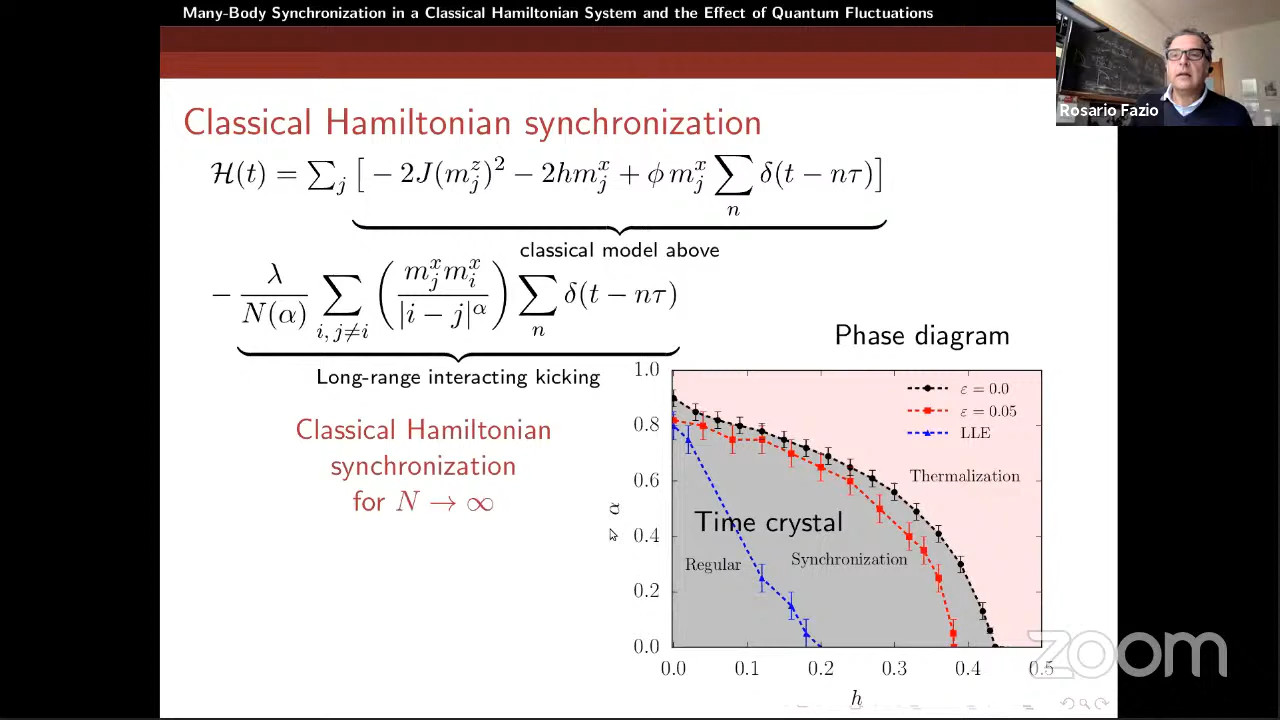 Many-Body Synchronization in a Classical Hamiltonian System and the Effect of Quantum Fluctuations
Rosario Fazio
Classical Hamiltonian synchronization
ℋ(t) = ∑_j [ − 2J(m_j^z)² − 2hm_j^x + ϕ m_j^x ∑_n δ(t − nτ)]
classical model above
− λ/N(α) ∑_{i, j≠i} (m_j^x m_i^x / |i − j|^α) ∑_n δ(t − nτ)
Long-range interacting kicking
Classical Hamiltonian
synchronization
for N → ∞
Phase diagram
1.0
0.8
0.6
0.4
0.2
0.0
α
ε = 0.0
ε = 0.05
LLE
Thermalization
Time crystal
Synchronization
Regular
0.0 0.1 0.2 0.3 0.4 0.5
h
zoom